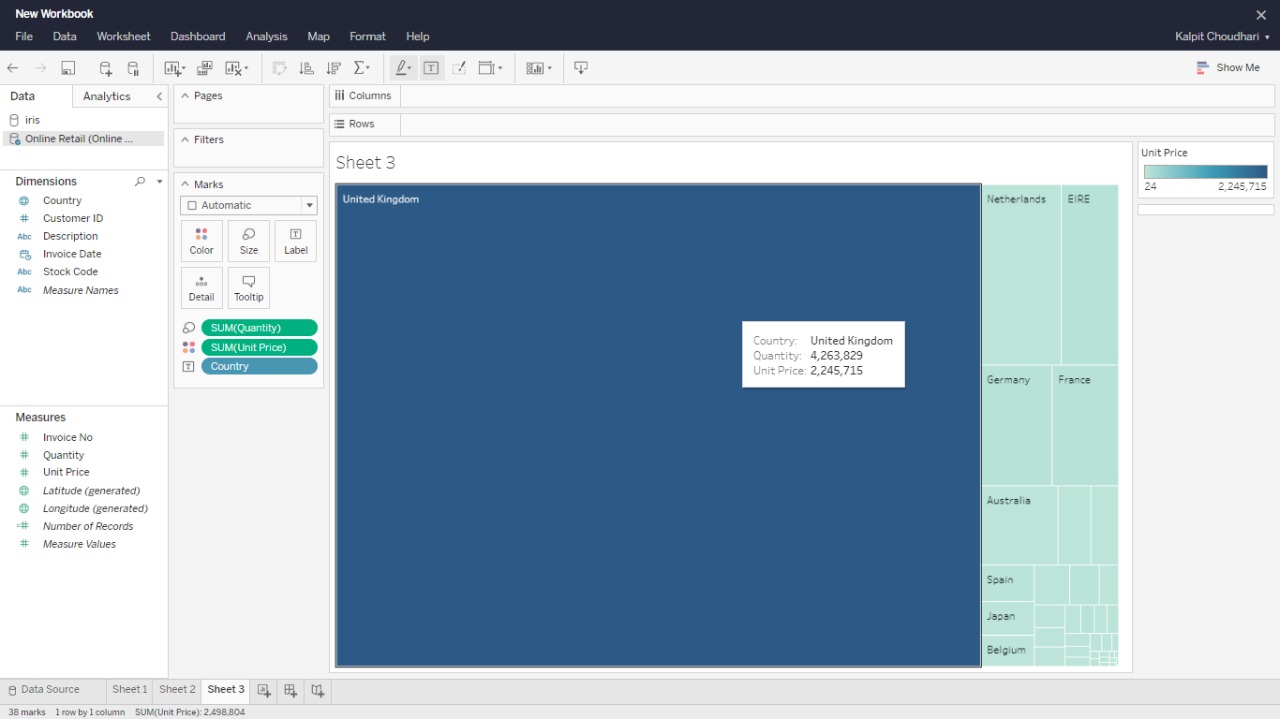 New Workbook
File Data Worksheet Dashboard Analysis Map Format Help
Kalpit Choudhari
Show Me
Data Analytics
iris
Online Retail (Online ...
Dimensions
Country
Customer ID
Abc Description
Invoice Date
Abc Stock Code
Abc Measure Names
Measures
Invoice No
Quantity
Unit Price
Latitude (generated)
Longitude (generated)
Number of Records
Measure Values
Pages
Filters
Marks
Automatic
Color Size Label
Detail Tooltip
SUM(Quantity)
SUM(Unit Price)
Country
Columns
Rows
Sheet 3
United Kingdom
Country: United Kingdom
Quantity: 4,263,829
Unit Price: 2,245,715
Netherlands EIRE
Germany France
Australia
Spain
Japan
Belgium
Unit Price
24 2,245,715
Data Source Sheet 1 Sheet 2 Sheet 3
38 marks 1 row by 1 column SUM(Unit Price): 2,498,804